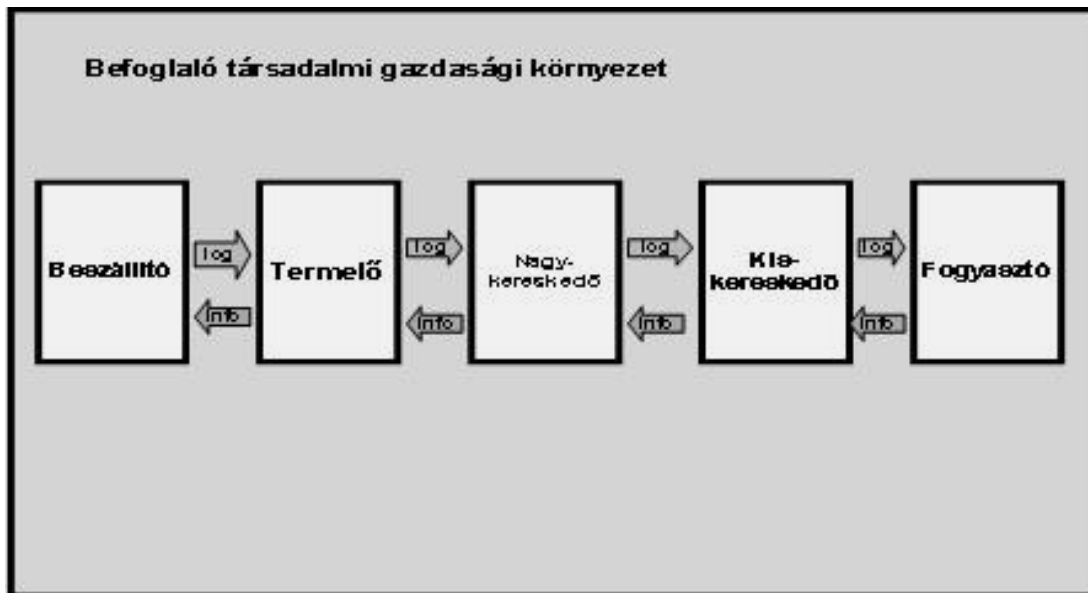 Befoglaló társadalmi gazdasági környezet
Beszállító
log
Info
Termelő
log
Info
Nagy-
kereskedő
log
Info
Kis-
kereskedő
log
Info
Fogyasztó